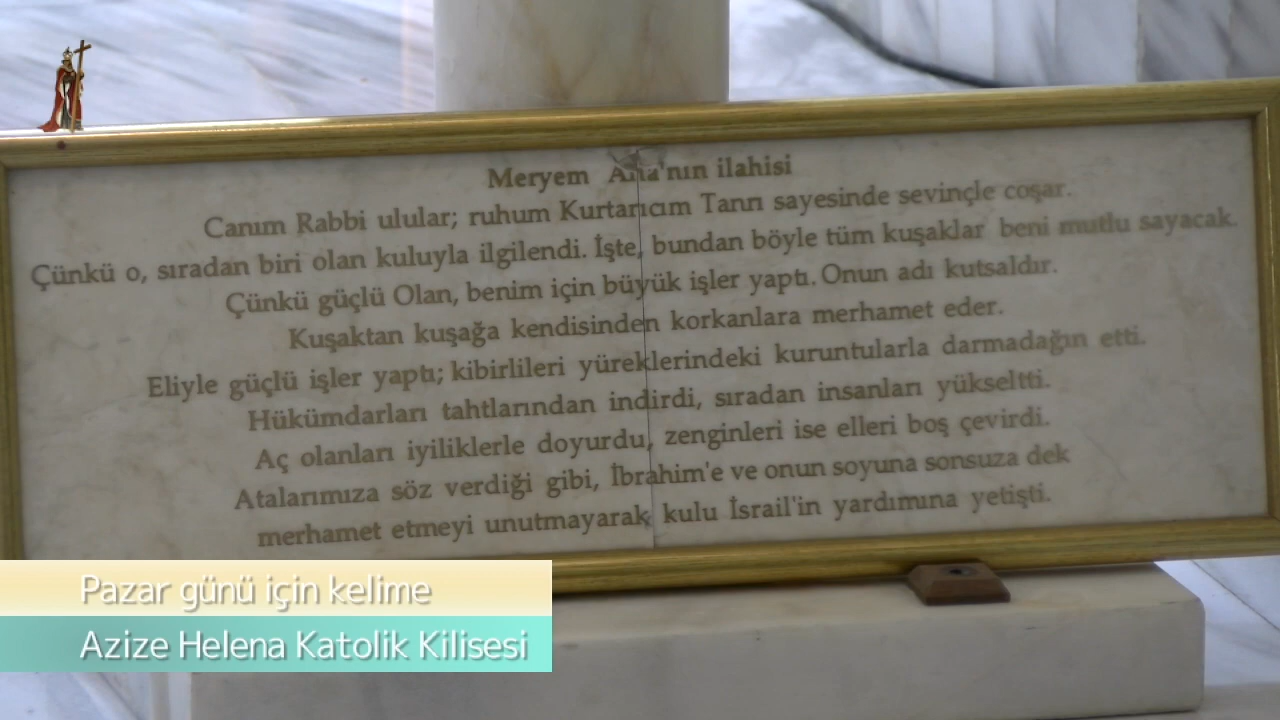 Meryem Ana'nın ilahisi
Canım Rabbi ulular; ruhum Kurtarıcım Tanrı sayesinde sevinçle coşar.
Çünkü o, sıradan biri olan kuluyla ilgilendi. İşte, bundan böyle tüm kuşaklar beni mutlu sayacak.
Çünkü güçlü Olan, benim için büyük işler yaptı. Onun adı kutsaldır.
Kuşaktan kuşağa kendisinden korkanlara merhamet eder.
Eliyle güçlü işler yaptı; kibirlileri yüreklerindeki kuruntularla darmadağın etti.
Hükümdarları tahtlarından indirdi, sıradan insanları yükseltti.
Aç olanları iyiliklerle doyurdu, zenginleri ise elleri boş çevirdi.
Atalarımıza söz verdiği gibi, İbrahim'e ve onun soyuna sonsuza dek
merhamet etmeyi unutmayarak kulu İsrail'in yardımına yetişti.
Pazar günü için kelime
Azize Helena Katolik Kilisesi